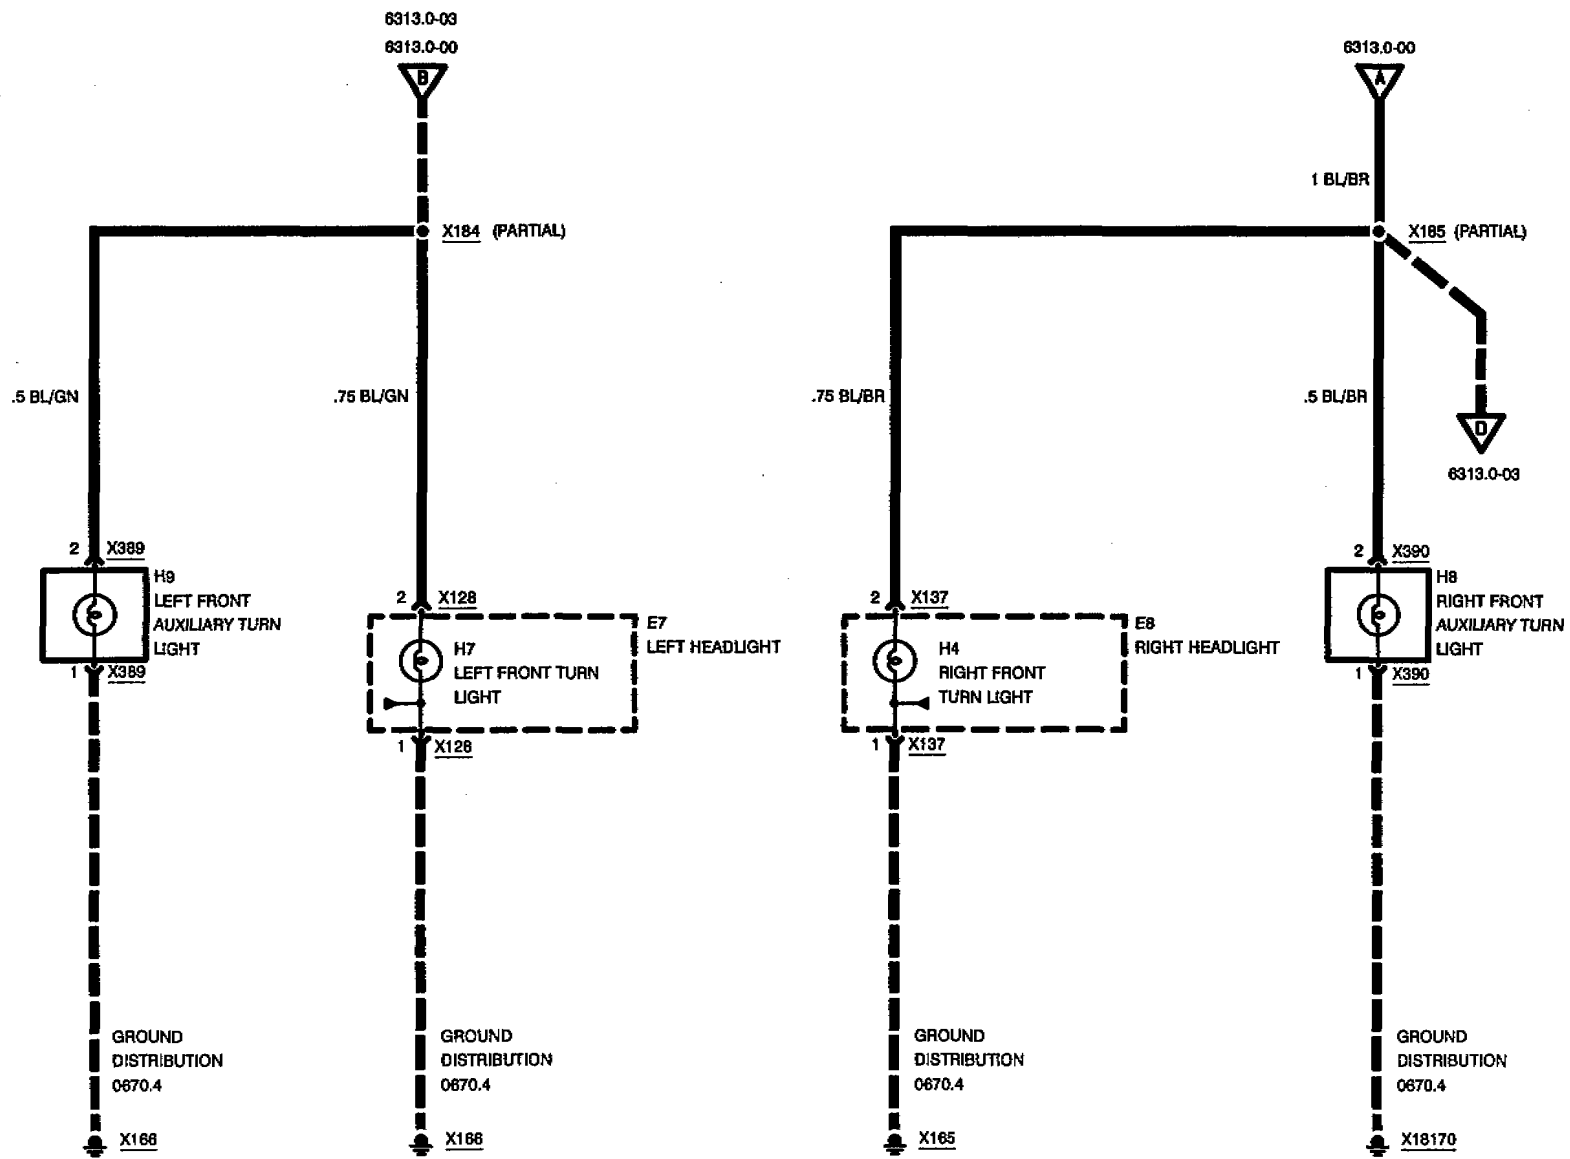 6313.0-03
6313.0-00
B
6313.0-00
A
1 BL/BR
X184 (PARTIAL)
X185 (PARTIAL)
.5 BL/GN
.75 BL/GN
.75 BL/BR
.5 BL/BR
D
6313.0-03
2 X389
H9
LEFT FRONT
AUXILIARY TURN
LIGHT
1 X389
2 X128
E7
LEFT HEADLIGHT
H7
LEFT FRONT TURN
LIGHT
1 X128
2 X137
E8
RIGHT HEADLIGHT
H4
RIGHT FRONT
TURN LIGHT
1 X137
2 X390
H8
RIGHT FRONT
AUXILIARY TURN
LIGHT
1 X390
GROUND
DISTRIBUTION
0670.4
X166
GROUND
DISTRIBUTION
0670.4
X166
GROUND
DISTRIBUTION
0670.4
X165
GROUND
DISTRIBUTION
0670.4
X18170